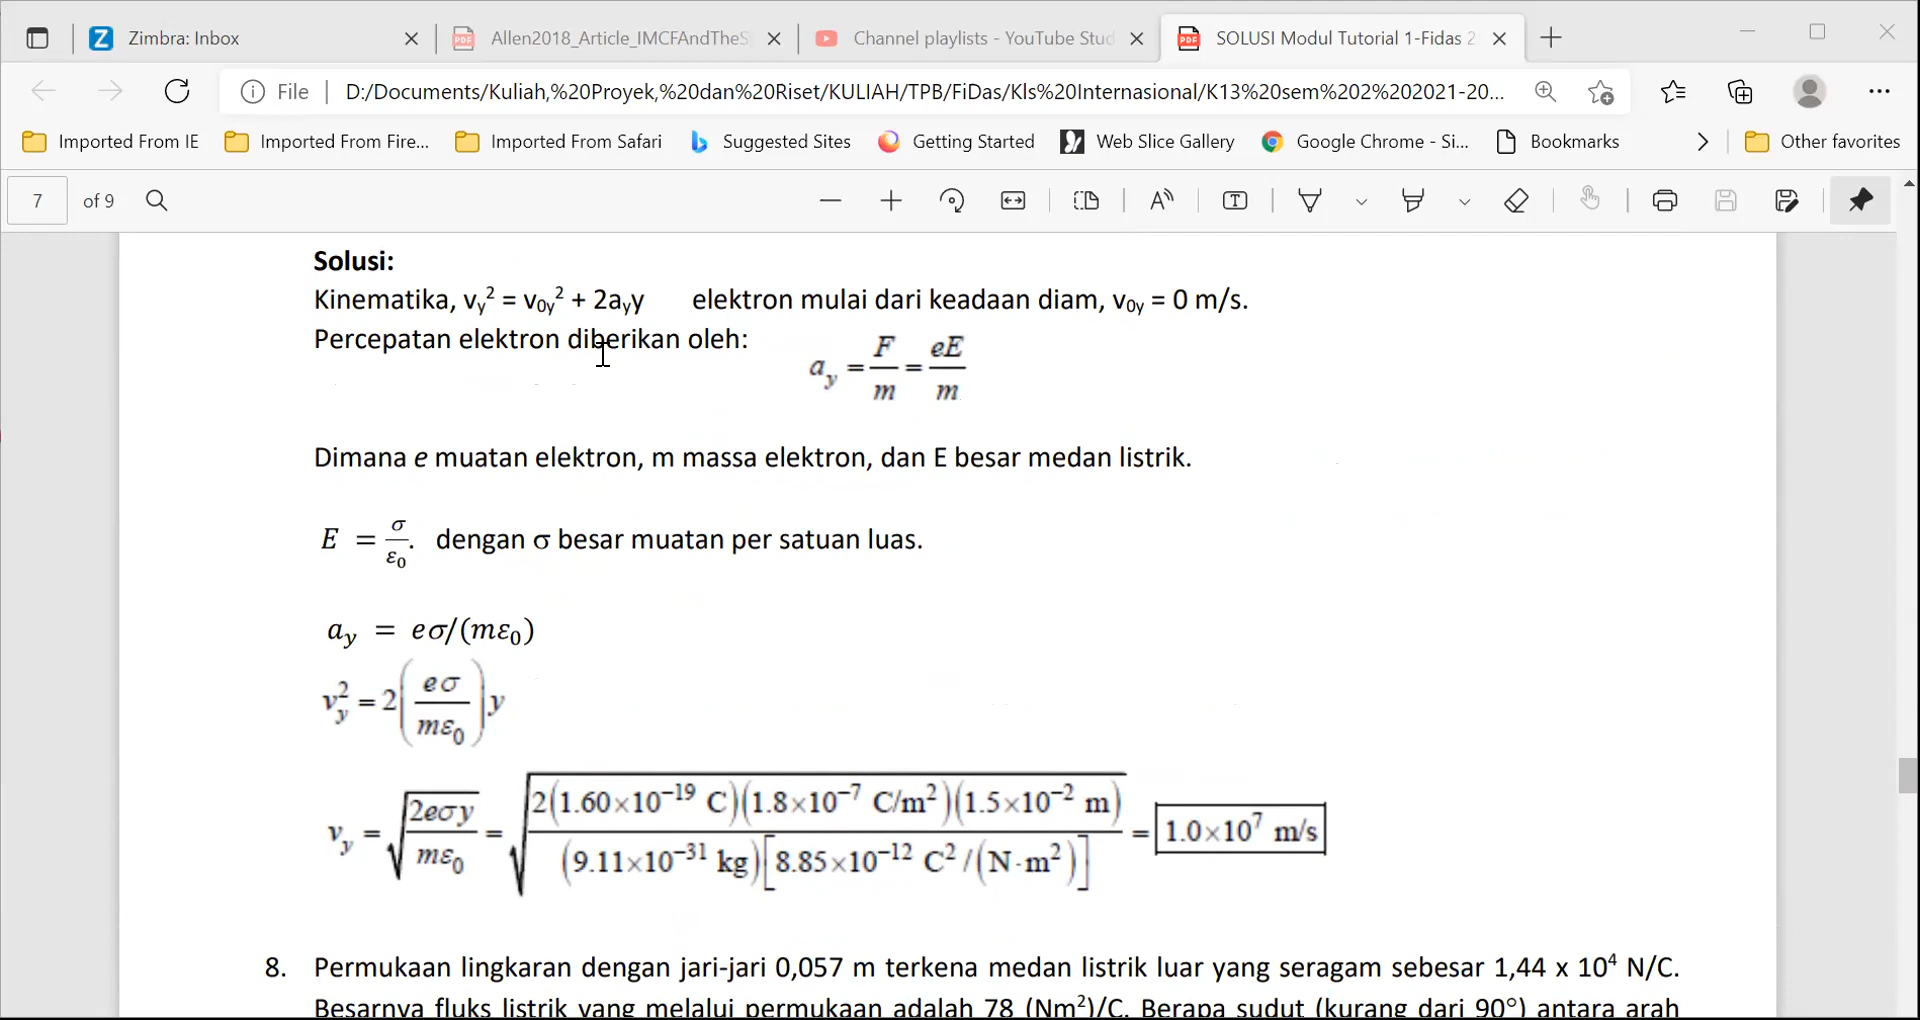 Zimbra: Inbox
Allen2018_Article_IMCFAndTheS
Channel playlists - YouTube Stud
SOLUSI Modul Tutorial 1-Fidas 2
File
D:/Documents/Kuliah,%20Proyek,%20dan%20Riset/KULIAH/TPB/FiDas/Kls%20Internasional/K13%20sem%202%202021-20...
Imported From IE
Imported From Fire...
Imported From Safari
Suggested Sites
Getting Started
Web Slice Gallery
Google Chrome - Si...
Bookmarks
Other favorites
7 of 9
Solusi:
Kinematika, v_y² = v_0y² + 2a_yy elektron mulai dari keadaan diam, v_0y = 0 m/s.
Percepatan elektron diberikan oleh:
a_y = F/m = eE/m
Dimana e muatan elektron, m massa elektron, dan E besar medan listrik.
E = σ/ε₀. dengan σ besar muatan per satuan luas.
a_y = eσ/(mε₀)
v_y² = 2(eσ/mε₀)y
v_y = √(2eσy/mε₀) = √(2(1.60×10⁻¹⁹ C)(1.8×10⁻⁷ C/m²)(1.5×10⁻² m)/(9.11×10⁻³¹ kg)[8.85×10⁻¹² C²/(N·m²)]) = 1.0×10⁷ m/s
8. Permukaan lingkaran dengan jari-jari 0,057 m terkena medan listrik luar yang seragam sebesar 1,44 x 10⁴ N/C.
Besarnya fluks listrik yang melalui permukaan adalah 78 (Nm²)/C. Berapa sudut (kurang dari 90°) antara arah